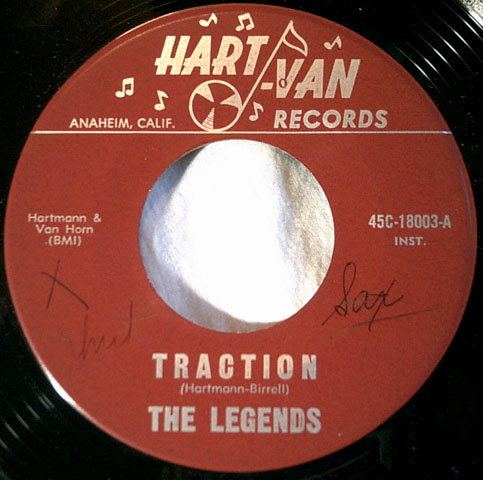 HART-VAN
ANAHEIM, CALIF. RECORDS
Hartmann &
Van Horn
(BMI)
45C-18003-A
INST.
X
Sax
TRACTION
(Hartmann-Birrell)
THE LEGENDS